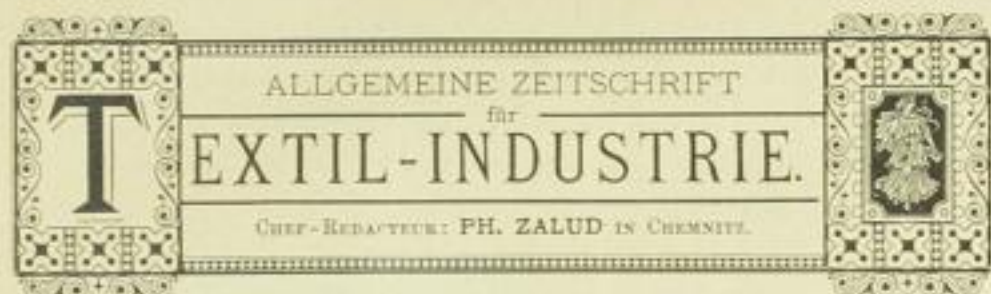 ALLGEMEINE ZEITSCHRIFT
für
TEXTIL-INDUSTRIE.
CHEF-REDACTEUR: PH. ZALUD IN CHEMNITZ.